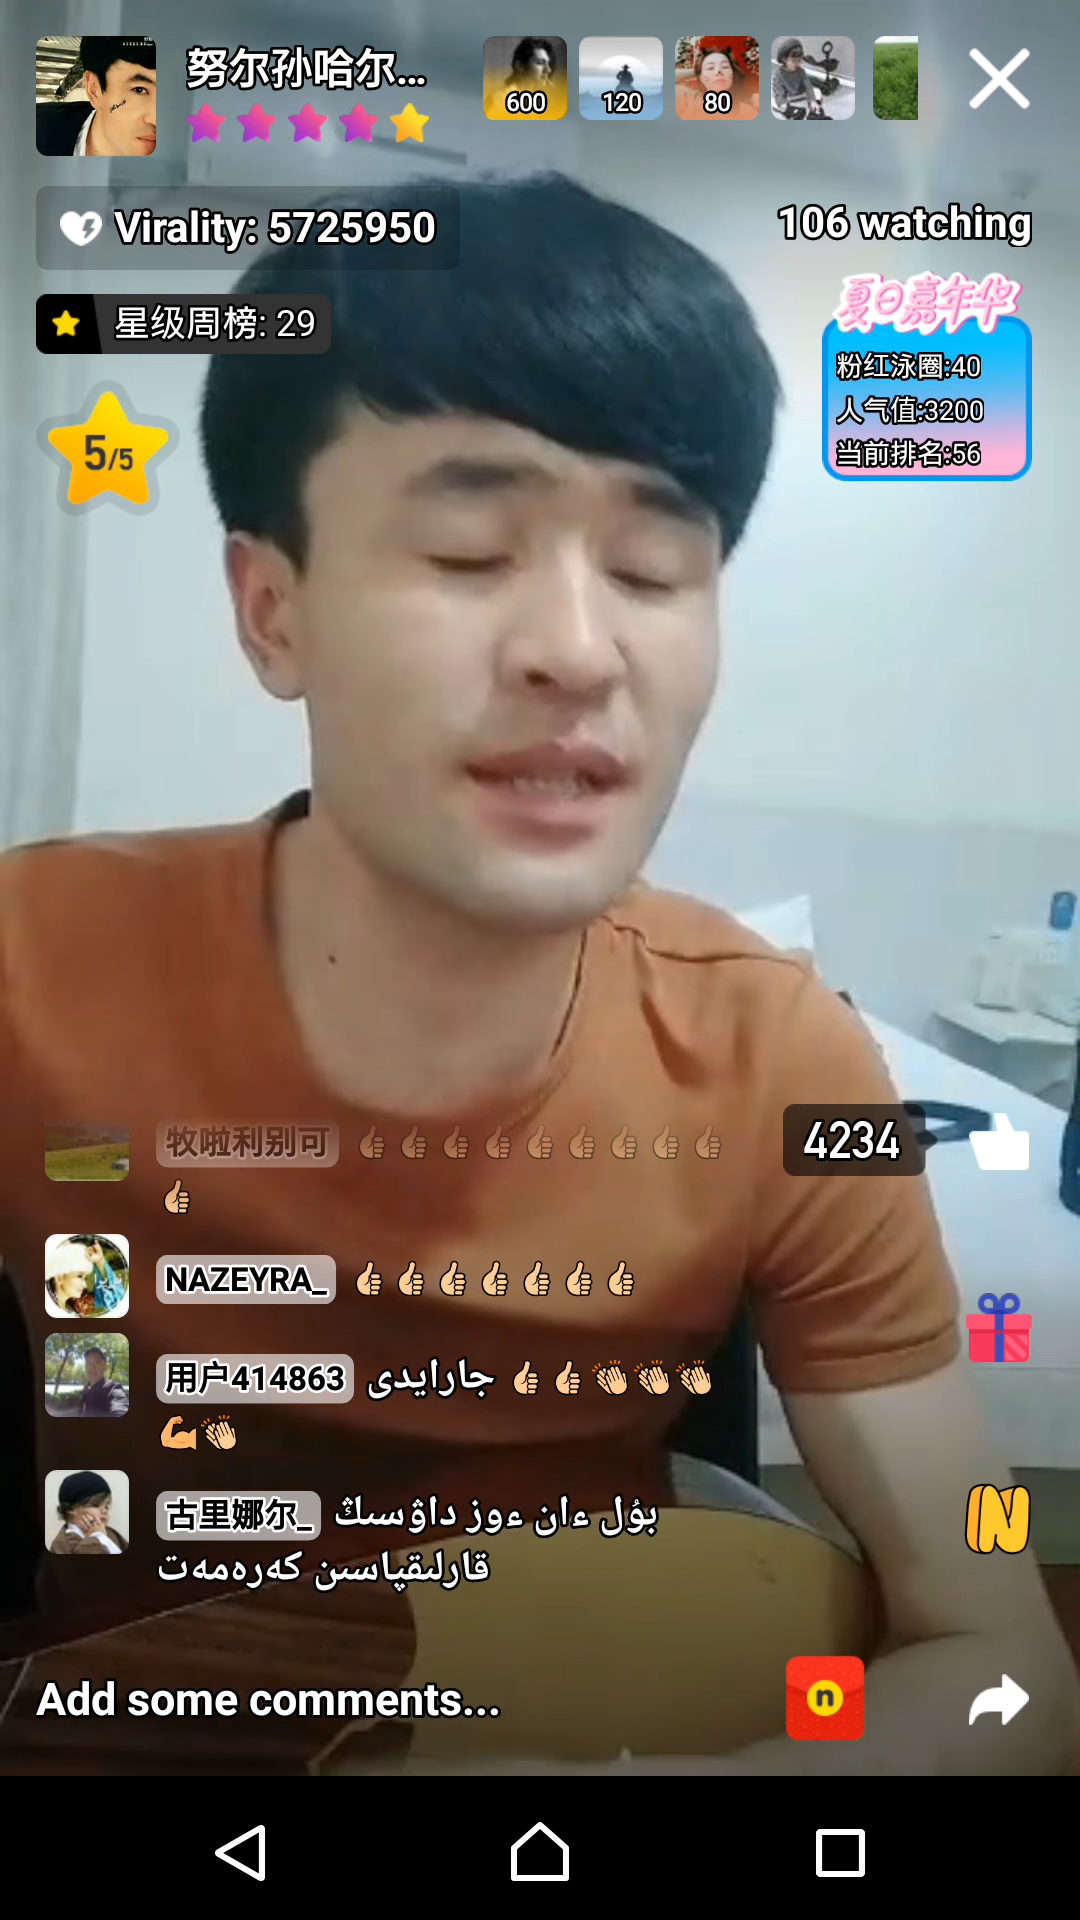 努尔孙哈尔...
600
120
80
Virality: 5725950
106 watching
星级周榜: 29
夏日嘉年华
粉红泳圈:40
人气值:3200
当前排名:56
5/5
牧啦利别可 👍👍👍👍👍👍👍👍👍
👍
4234
NAZEYRA_ 👍👍👍👍👍👍👍
用户414863 جارايدى 👍👍👏👏👏
💪👏
古里娜尔_ بۇل ءان ءوز داۋسىڭ
قارلىقپاسىن كەرەمەت
N
Add some comments...
n